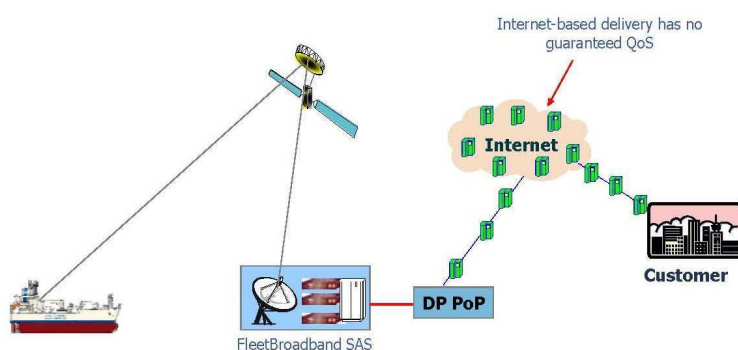 Internet-based delivery has no
guaranteed QoS
Internet
Customer
DP PoP
FleetBroadband SAS